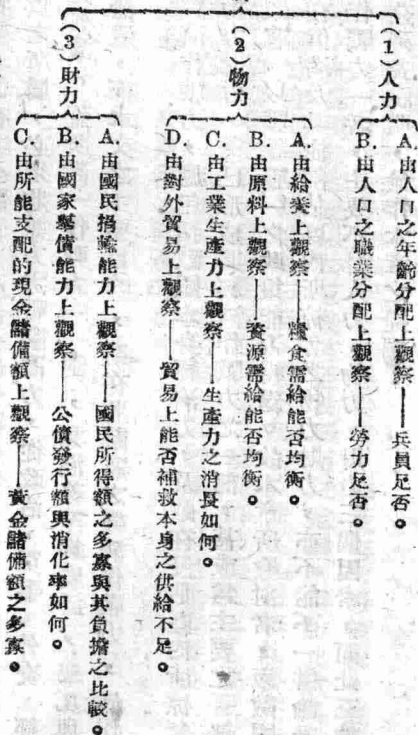 (1)人力
A.由人口之年齡分配上觀察——兵員足否。
B.由人口之職業分配上觀察——勞力足否。
(2)物力
A.由給養上觀察——糧食需給能否均衡。
B.由原料上觀察——資源需給能否均衡。
C.由工業生產力上觀察——生產力之消長如何。
D.由對外貿易上觀察——貿易上能否補救本身之供給不足。
(3)財力
A.由國民捐輸能力上觀察——國民所得額之多寡與其負擔之比較。
B.由國家舉債能力上觀察——公債發行額與消化率如何。
C.由所能支配的現金儲備額上觀察——黃金儲備額之多寡。